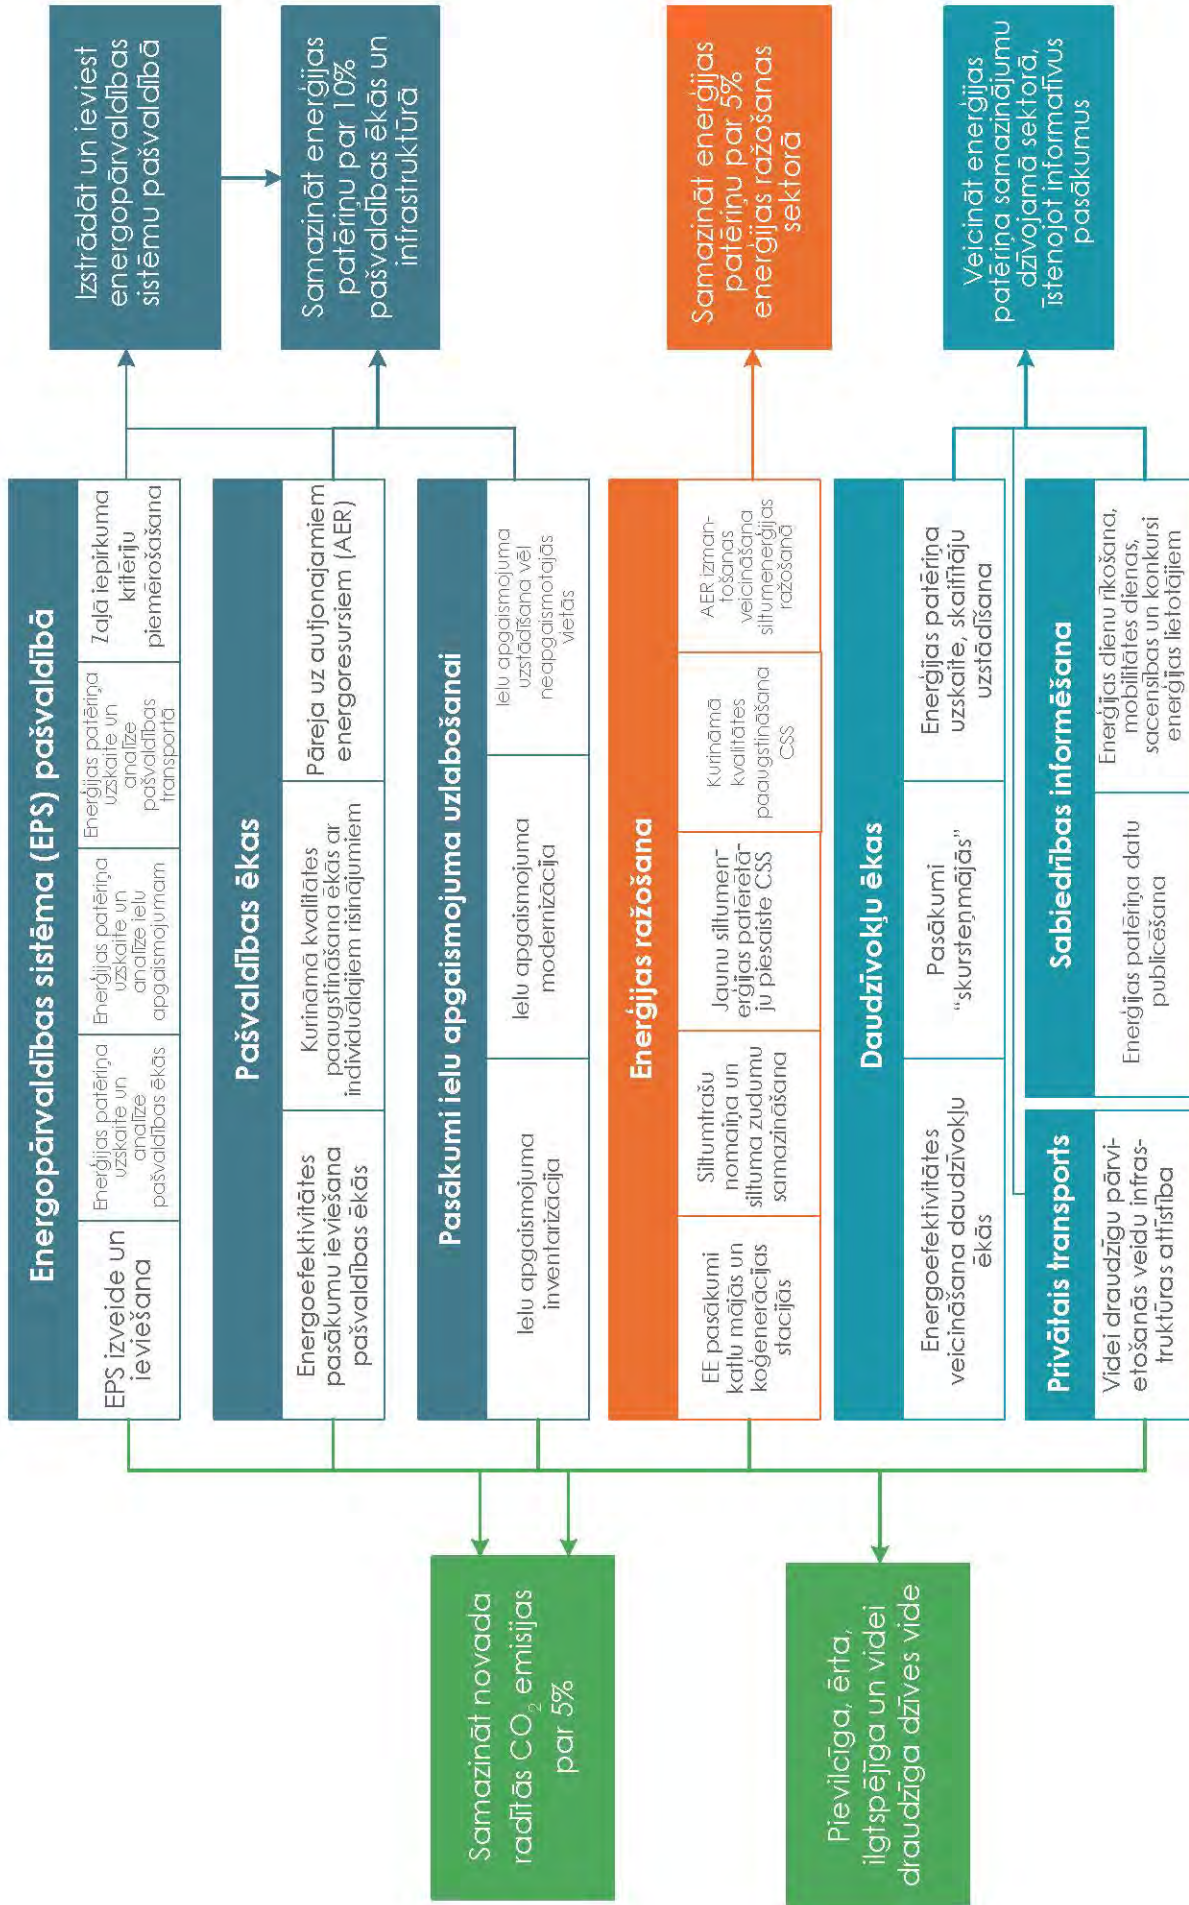 Samazināt novada
radītās CO₂ emisijas
par 5%
Pievilcīga, ērta,
ilgtspējīga un videi
draudzīga dzīves vide
Energopārvaldības sistēma (EPS) pašvaldībā
EPS izveide un
ieviešana
Enerģijas patēriņa
uzskaite un
analīze
pašvaldības ēkās
Enerģijas patēriņa
uzskaite un
analīze ielu
apgaismojumam
Enerģijas patēriņa
uzskaite un
analīze
pašvaldības
transportā
Zaļā iepirkuma
kritēriju
piemērošašana
Pašvaldības ēkas
Energoefektivitātes
pasākumu ieviešana
pašvaldības ēkās
Kurināmā kvalitātes
paaugstināšana ēkās ar
individuālajiem risinājumiem
Pāreja uz autjonajamiem
energoresursiem (AER)
Pasākumi ielu apgaismojuma uzlabošanai
Ielu apgaismojuma
inventarizācija
Ielu apgaismojuma
modernizācija
Ielu apgaismojuma
uzstādīšana vēl
neapgaismotajās
vietās
Enerģijas ražošana
EE pasākumi
katlu mājās un
koģenerācijas
stacijās
Siltumtrašu
nomaiņa un
siltuma zudumu
samazināšana
Jaunu siltumen-
erģijas paterētā-
ju piesaiste CSS
Kurināmā
kvalitātes
paaugstināšana
CSS
AER izman-
tošanas
veicināšana
siltumenerģijas
ražošanā
Daudzīvokļu ēkas
Energoefektivitātes
veicināšana daudzīvokļu
ēkās
Pasākumi
“skursteņmājās”
Enerģijas patēriņa
uzskaite, skaitītāju
uzstādīšana
Privātais transports
Videi draudzīgu pārvi-
etošanās veidu infras-
truktūras attīstība
Sabiedrības informēšana
Enerģijas patēriņa datu
publicēšana
Enerģijas dienu rīkošana,
mobilitātes dienas,
sacensības un konkursi
enerģijas lietotājiem
Izstrādāt un ieviest
energopārvaldības
sistēmu pašvaldībā
Samazināt enerģijas
patēriņu par 10%
pašvaldības ēkās un
infrastruktūrā
Samazināt enerģijas
patēriņu par 5%
enerģijas ražošanas
sektorā
Veicināt enerģijas
patēriņa samazinājumu
dzīvojamā sektorā,
īstenojot informatīvus
pasākumus